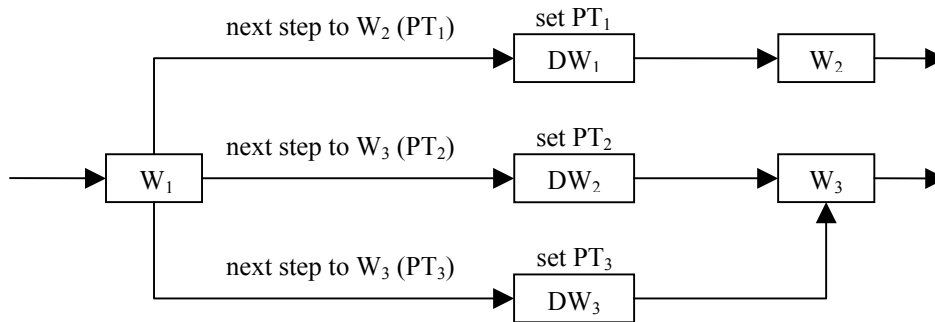 next step to W₂ (PT₁)
set PT₁
DW₁
W₂
next step to W₃ (PT₂)
set PT₂
W₁
DW₂
W₃
next step to W₃ (PT₃)
set PT₃
DW₃